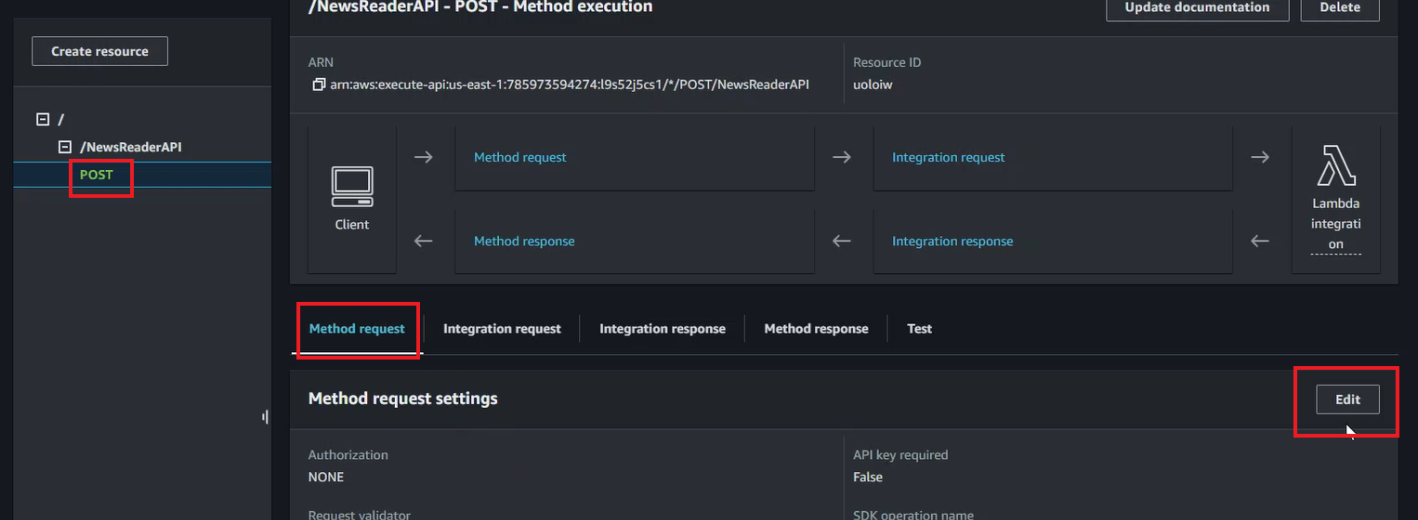 /NewsReaderAPI - POST - Method execution
Update documentation
Delete
Create resource
ARN
arn:aws:execute-api:us-east-1:785973594274:l9s52j5cs1/*/POST/NewsReaderAPI
Resource ID
uoloiw
/
/NewsReaderAPI
POST
Client
Method request
Integration request
Method response
Integration response
Lambda
integrati
on
Method request
Integration request
Integration response
Method response
Test
Method request settings
Edit
Authorization
NONE
API key required
False
Request validator
SDK operation name